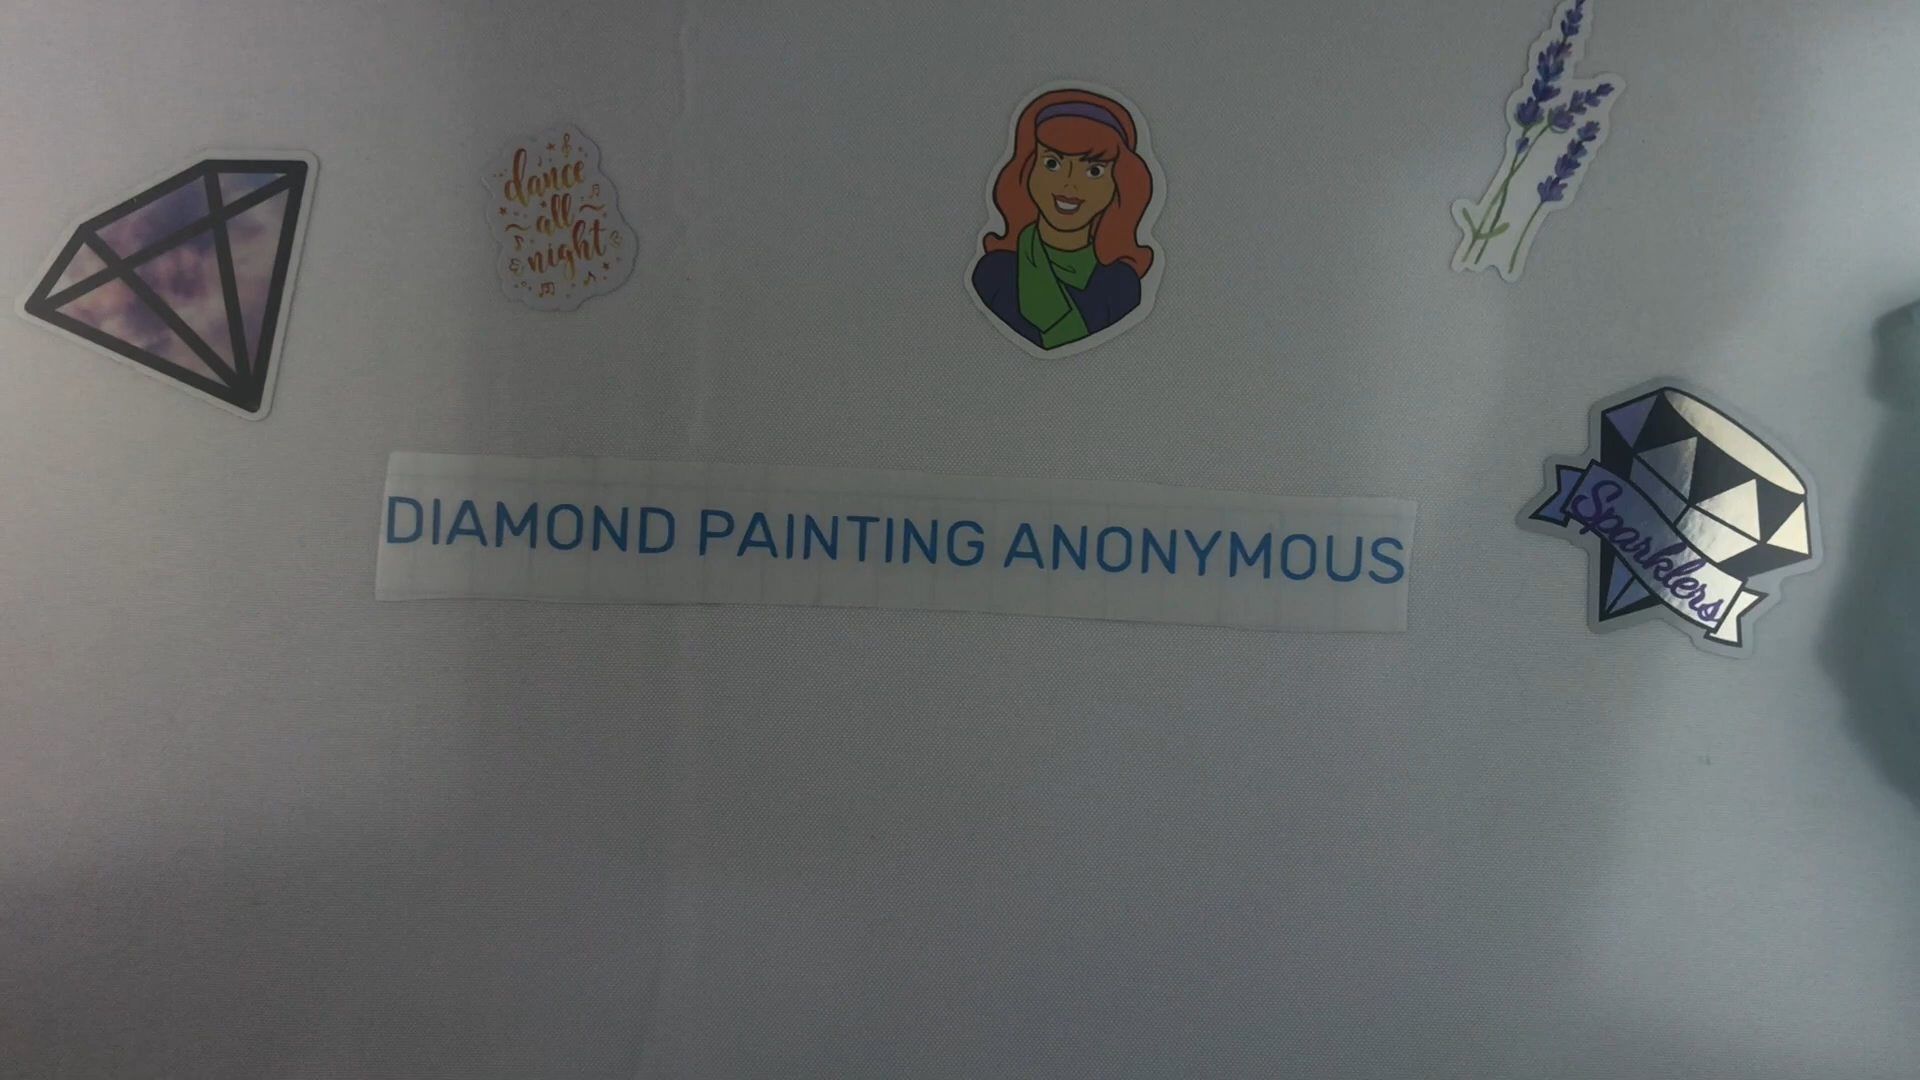 dance
all
night
DIAMOND PAINTING ANONYMOUS
Sparklers